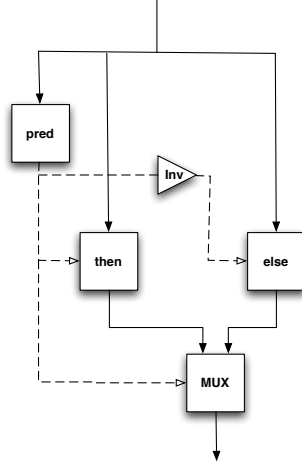 pred
Inv
then
else
MUX